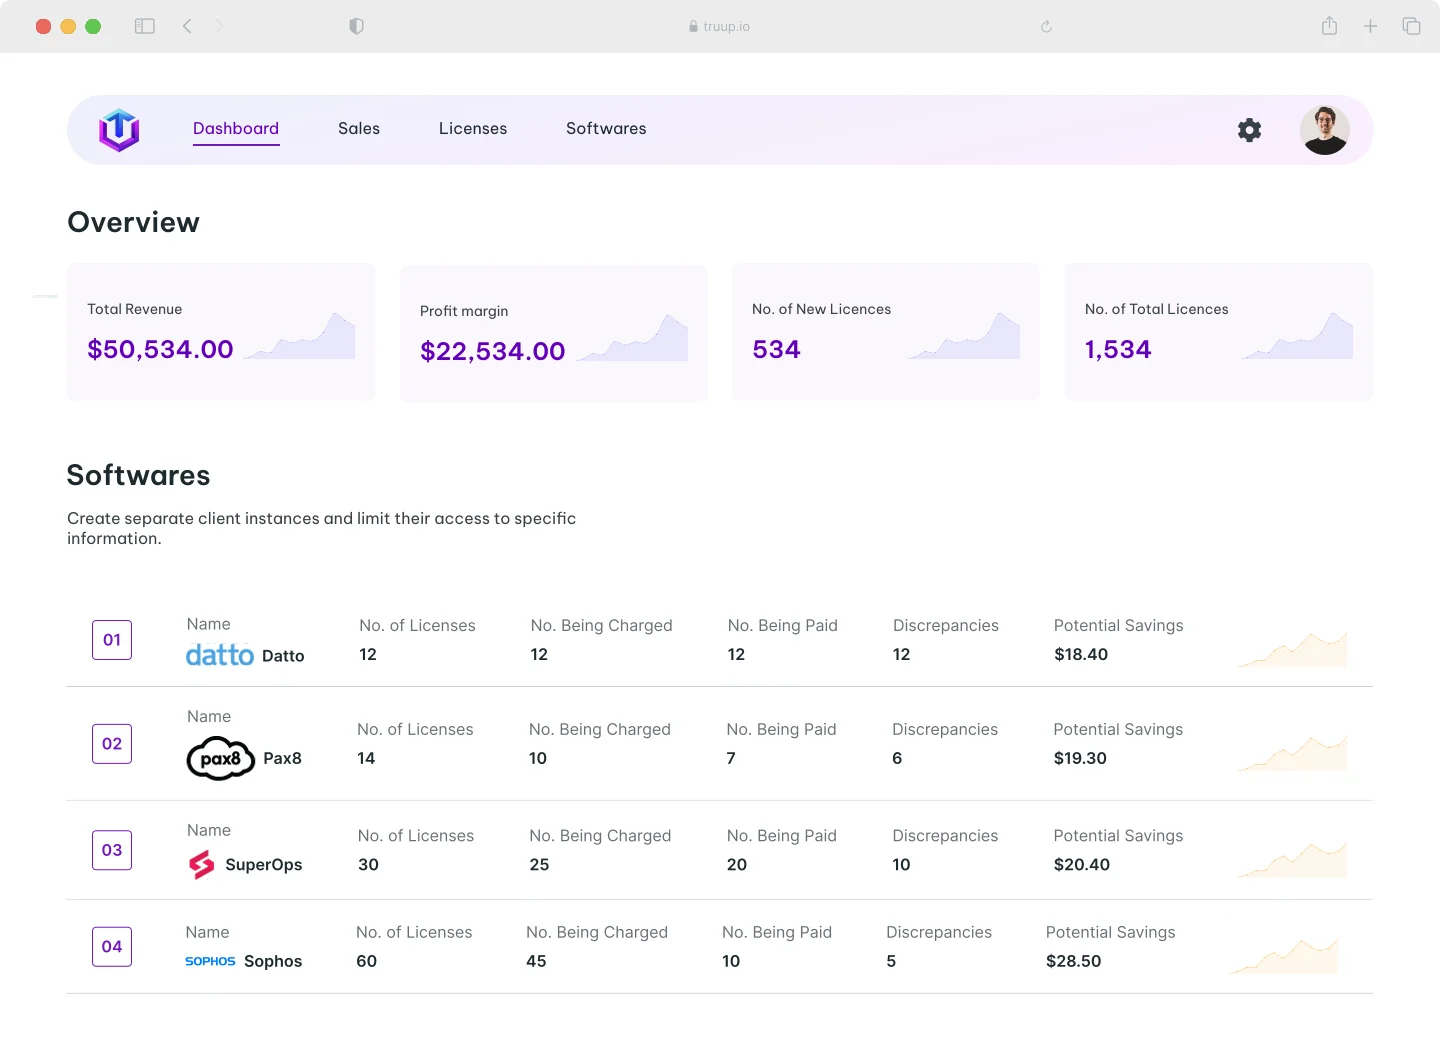 truup.io
Dashboard Sales Licenses Softwares
Overview
Total Revenue
$50,534.00
Profit margin
$22,534.00
No. of New Licences
534
No. of Total Licences
1,534
Softwares
Create separate client instances and limit their access to specific
information.
01 Name No. of Licenses No. Being Charged No. Being Paid Discrepancies Potential Savings
datto Datto 12 12 12 12 $18.40
02 Name No. of Licenses No. Being Charged No. Being Paid Discrepancies Potential Savings
pax8 Pax8 14 10 7 6 $19.30
03 Name No. of Licenses No. Being Charged No. Being Paid Discrepancies Potential Savings
SuperOps 30 25 20 10 $20.40
04 Name No. of Licenses No. Being Charged No. Being Paid Discrepancies Potential Savings
SOPHOS Sophos 60 45 10 5 $28.50